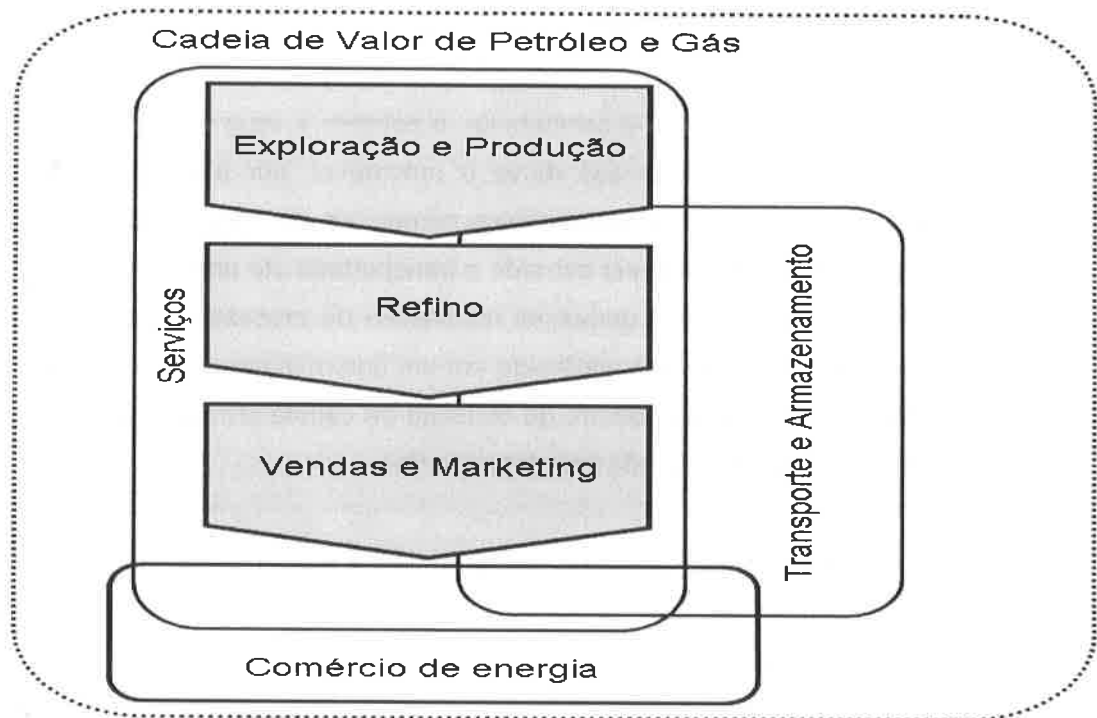 Cadeia de Valor de Petróleo e Gás
Exploração e Produção
Refino
Serviços
Vendas e Marketing
Transporte e Armazenamento
Comércio de energia